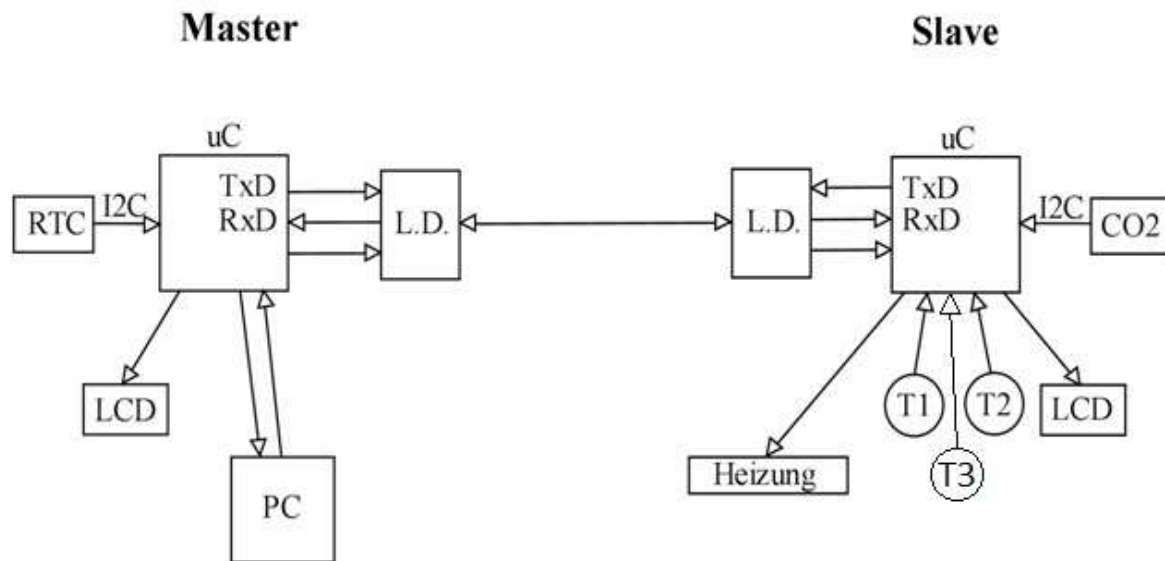 Master
Slave
uC
uC
TxD
TxD
I2C
RxD
RxD
I2C
RTC
L.D.
L.D.
CO2
LCD
T1
T2
LCD
Heizung
T3
PC